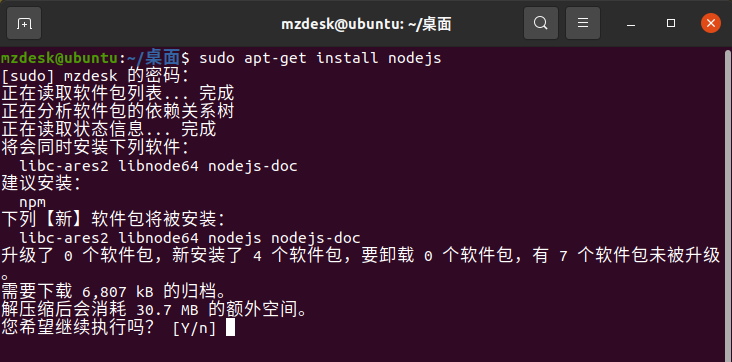 mzdesk@ubuntu: ~/桌面
mzdesk@ubuntu:~/桌面$ sudo apt-get install nodejs
[sudo] mzdesk 的密码：
正在读取软件包列表... 完成
正在分析软件包的依赖关系树
正在读取状态信息... 完成
将会同时安装下列软件：
  libc-ares2 libnode64 nodejs-doc
建议安装：
  npm
下列【新】软件包将被安装：
  libc-ares2 libnode64 nodejs nodejs-doc
升级了 0 个软件包，新安装了 4 个软件包，要卸载 0 个软件包，有 7 个软件包未被升级
。
需要下载 6,807 kB 的归档。
解压缩后会消耗 30.7 MB 的额外空间。
您希望继续执行吗？ [Y/n]